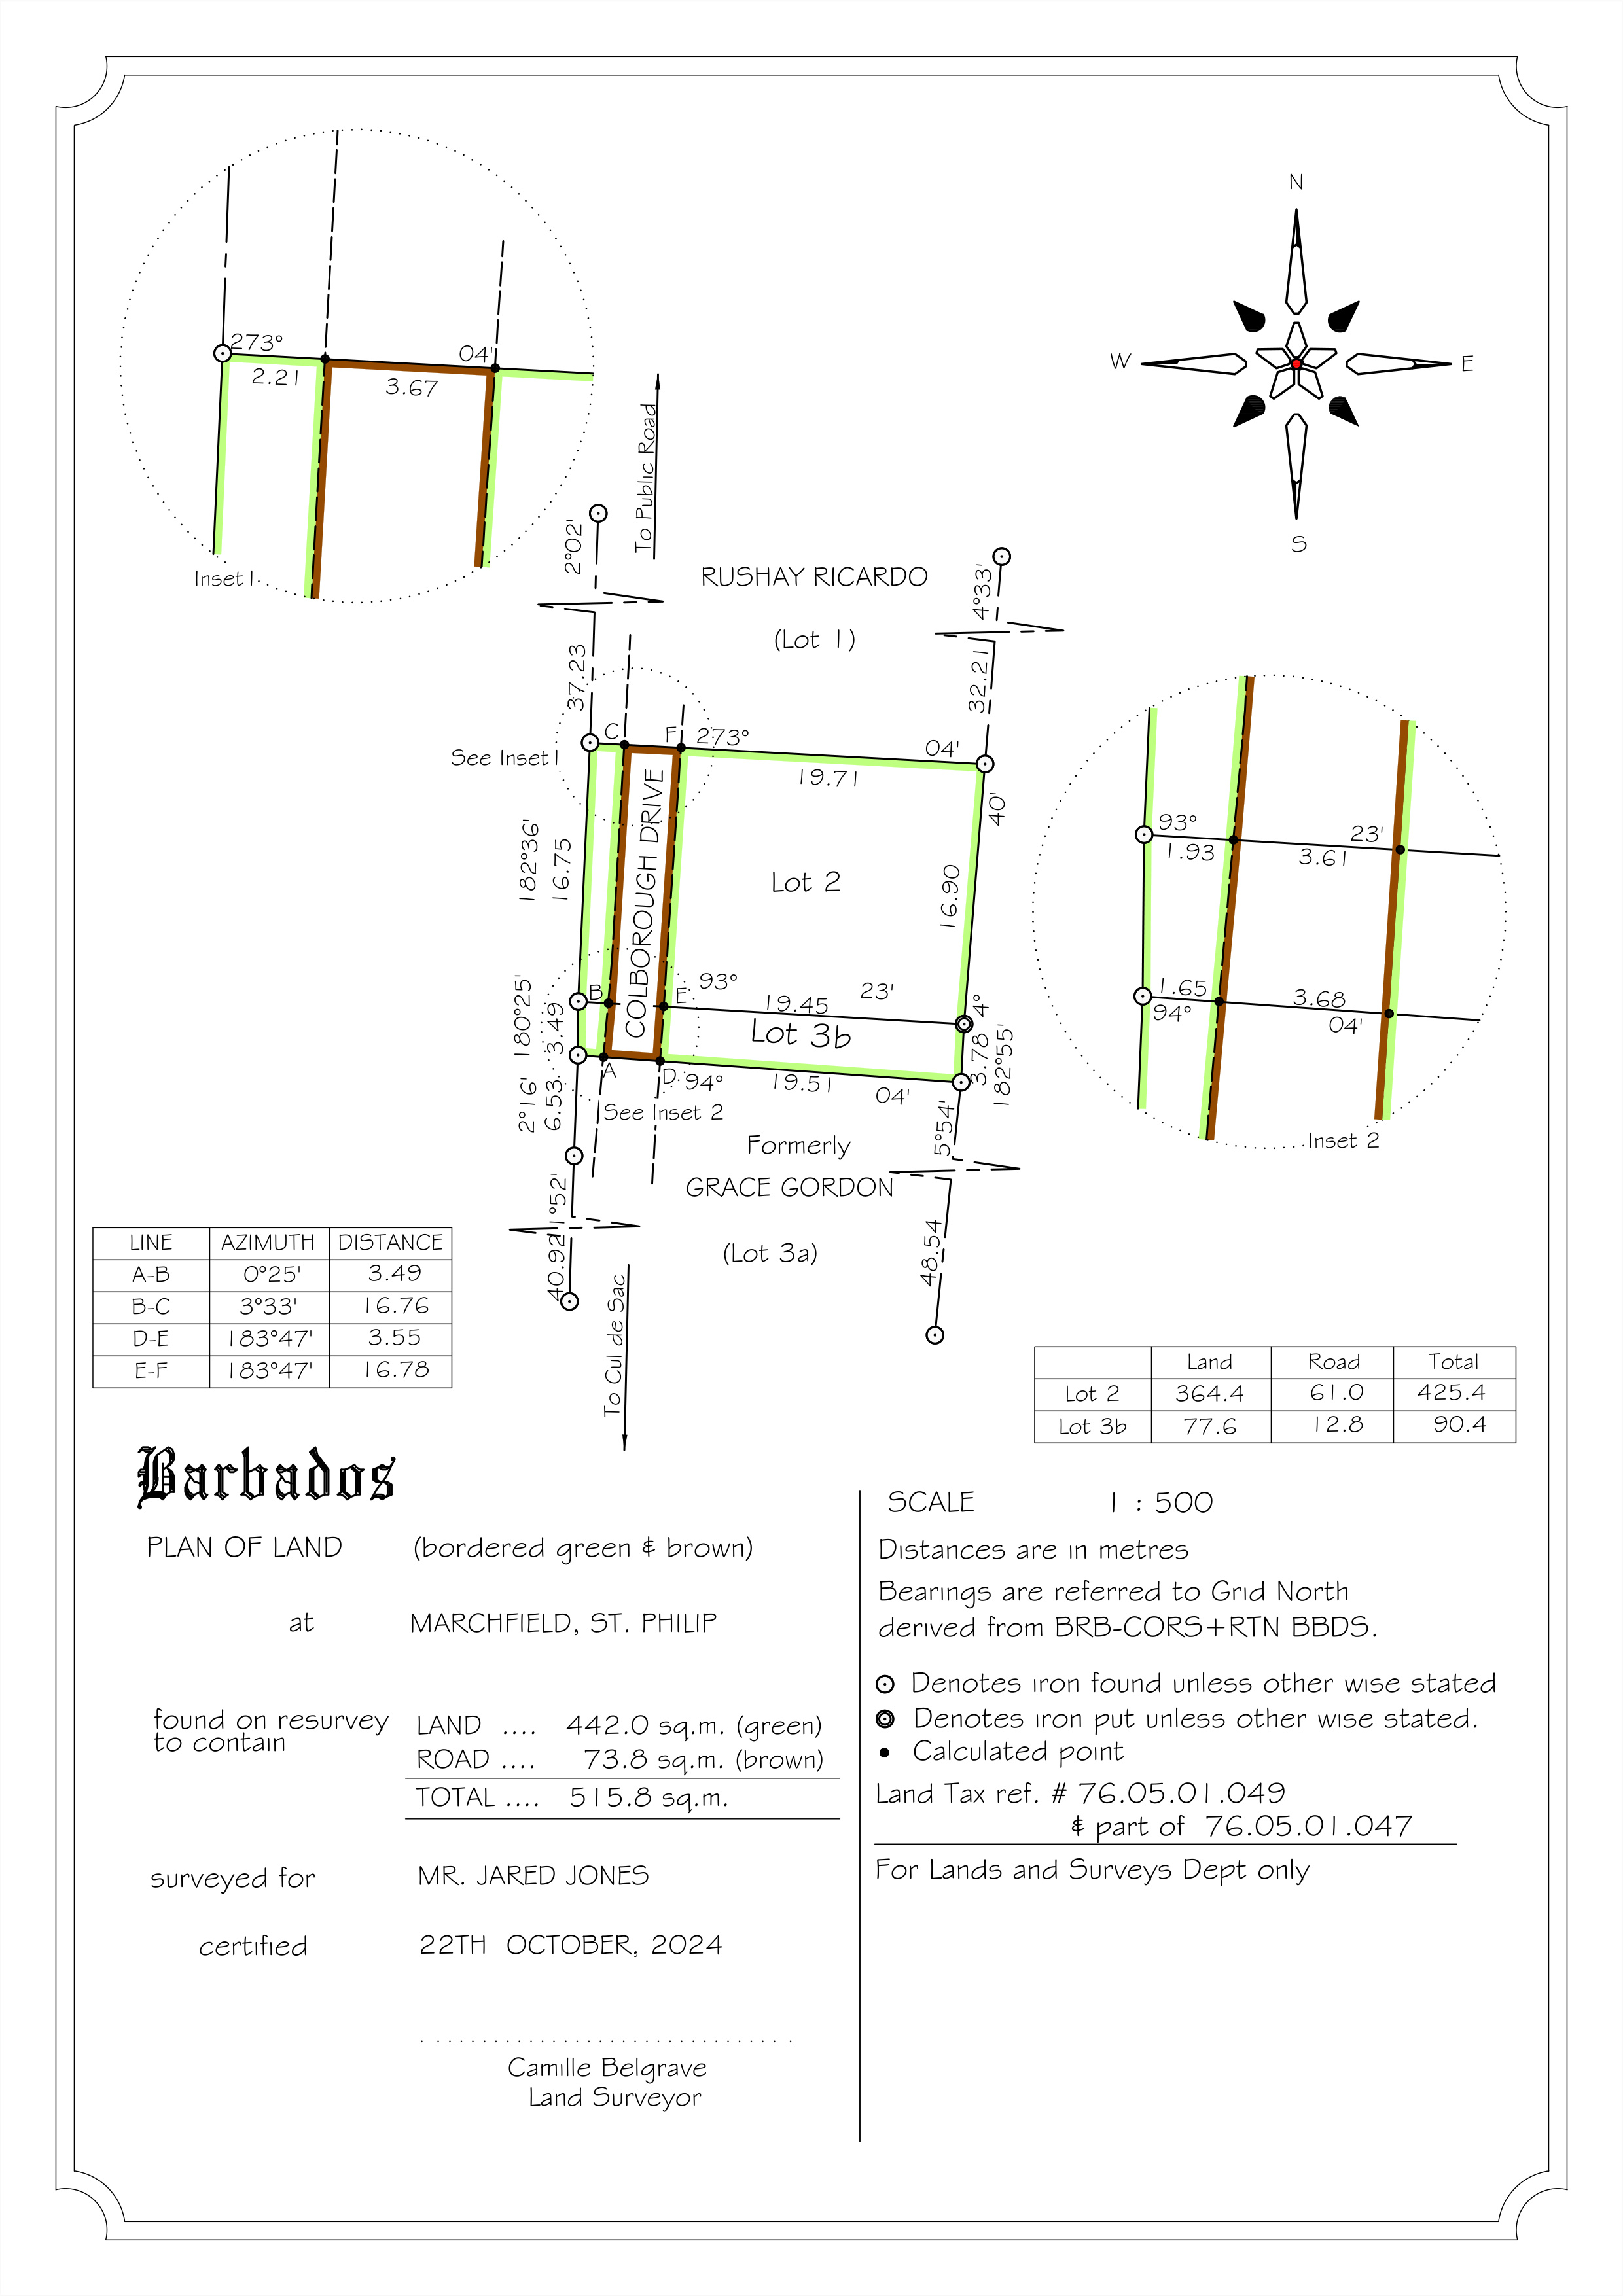 N
W
E
S
273°
04'
2.21
3.67
Inset 1
To Public Road
2°02'
37.23
RUSHAY RICARDO
(Lot 1)
4°33'
32.21
See Inset 1
C
F
273°
04'
19.71
182°36'
16.75
COLBOROUGH DRIVE
Lot 2
40'
16.90
4°
B
E
93°
23'
19.45
Lot 3b
180°25'
3.49
3.78
182°55'
A
D
94°
19.51
04'
2°16'
6.53
See Inset 2
Formerly
GRACE GORDON
(Lot 3a)
5°54'
48.54
1°52'
40.92
To Cul de Sac
93°
23'
1.93
3.61
1.65
3.68
94°
04'
Inset 2
LINE AZIMUTH DISTANCE
A-B 0°25' 3.49
B-C 3°33' 16.76
D-E 183°47' 3.55
E-F 183°47' 16.78
Land Road Total
Lot 2 364.4 61.0 425.4
Lot 3b 77.6 12.8 90.4
Barbados
PLAN OF LAND (bordered green & brown)
at MARCHFIELD, ST. PHILIP
found on resurvey
to contain
LAND .... 442.0 sq.m. (green)
ROAD .... 73.8 sq.m. (brown)
TOTAL .... 515.8 sq.m.
surveyed for MR. JARED JONES
certified 22TH OCTOBER, 2024
Camille Belgrave
Land Surveyor
SCALE 1 : 500
Distances are in metres
Bearings are referred to Grid North
derived from BRB-CORS+RTN BBDS.
Denotes iron found unless other wise stated
Denotes iron put unless other wise stated.
Calculated point
Land Tax ref. # 76.05.01.049
& part of 76.05.01.047
For Lands and Surveys Dept only